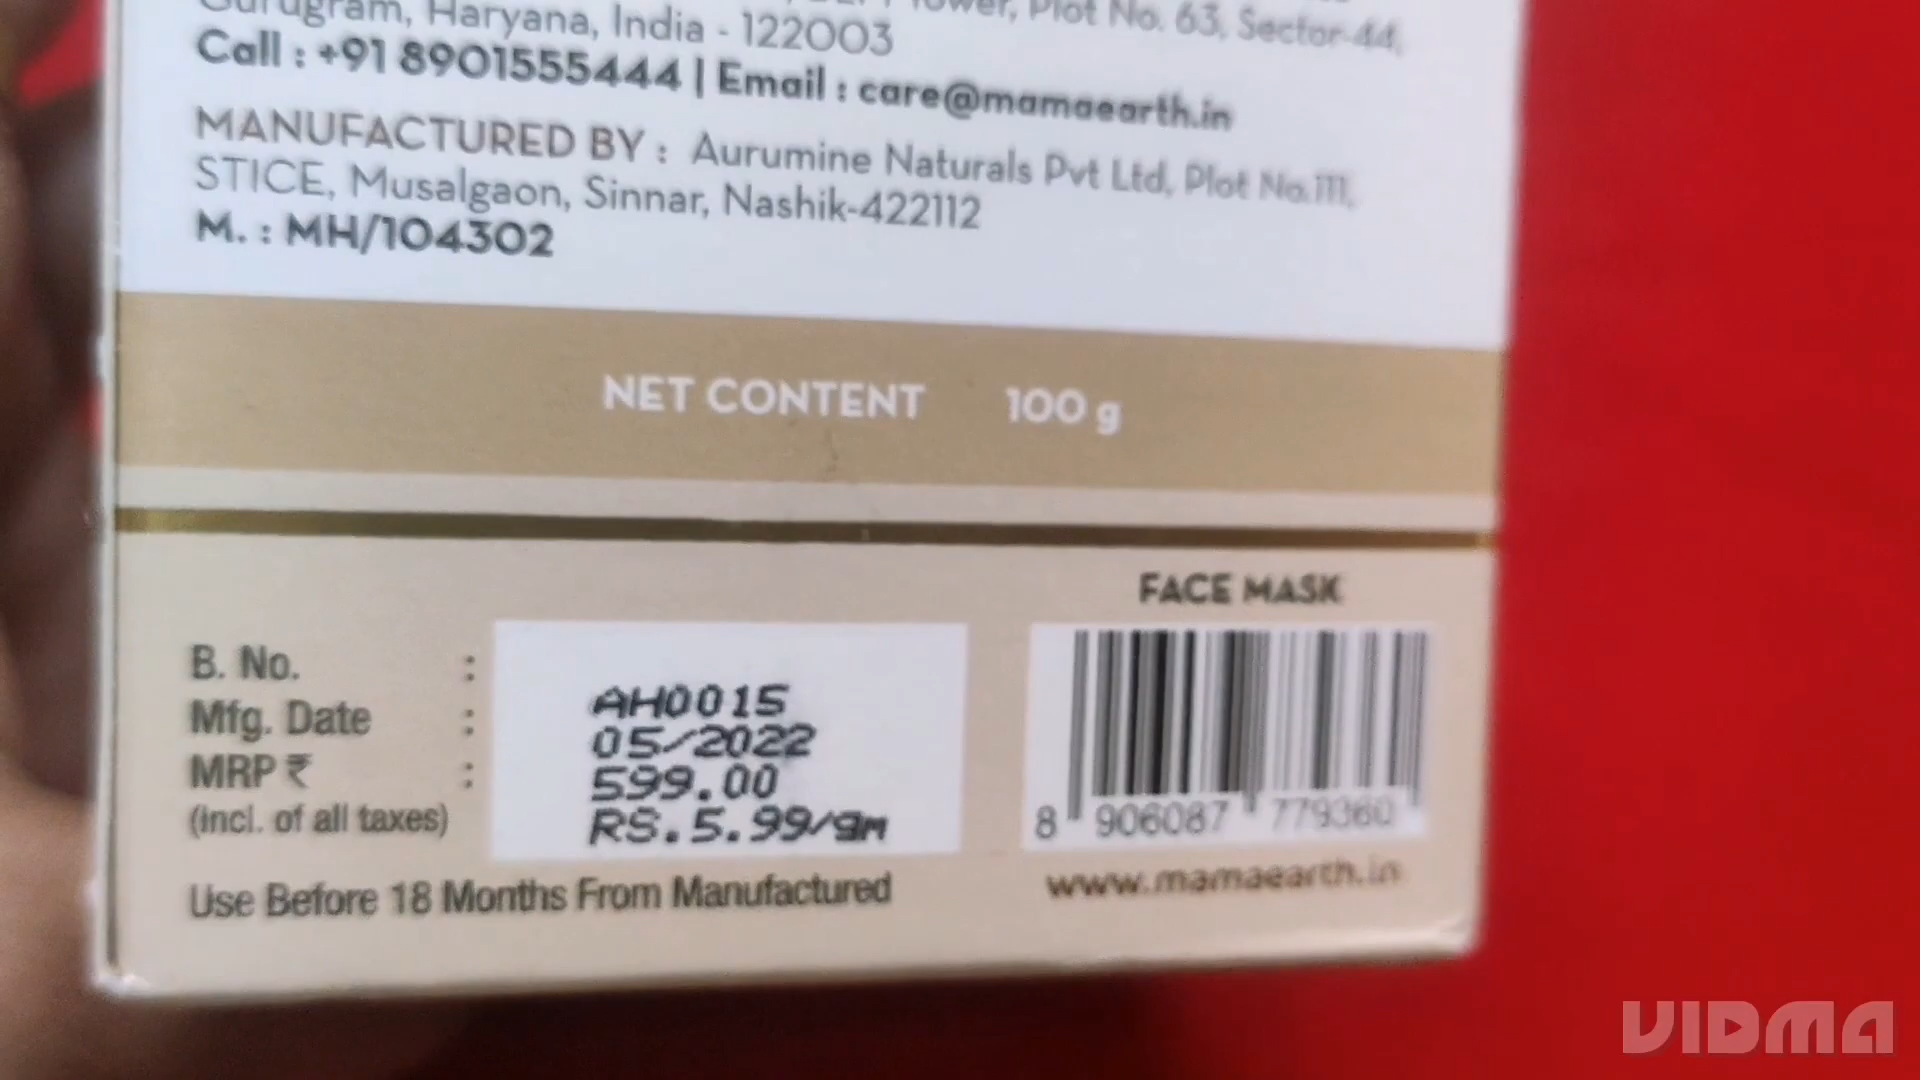 Gurugram, Haryana, India - 122003
Tower, Plot No. 63, Sector-44,
Call : +91 8901555444 | Email : care@mamaearth.in
MANUFACTURED BY : Aurumine Naturals Pvt Ltd, Plot No.111,
STICE, Musalgaon, Sinnar, Nashik-422112
M. : MH/104302
NET CONTENT 100 g
FACE MASK
B. No. : AH0015
Mfg. Date : 05/2022
MRP ₹ : 599.00
(incl. of all taxes) RS.5.99/gm
8 906087 779360
Use Before 18 Months From Manufactured
www.mamaearth.in
VIDMA